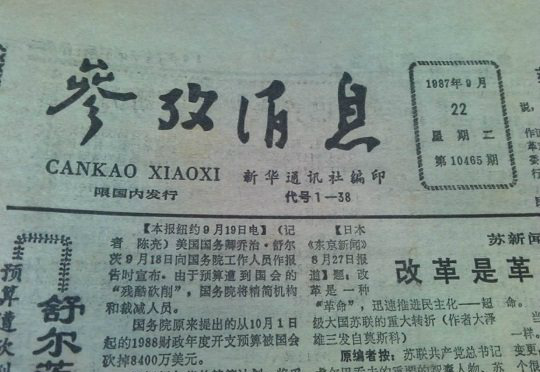 参攷消息
CANKAO XIAOXI
新华通讯社编印
限国内发行
代号1—38
1987年9月
22
星期二
第10465期
预算遭砍削
舒尔茨
【本报纽约9月19日电】(记
者 陈亮)美国国务卿乔治·舒尔
茨9月18日向国务院工作人员作报
告时宣布,由于预算遭到国会的
“残酷砍削”,国务院将精简机构
和裁减人员。
国务院原来提出的从10月1日
起的1988财政年度开支预算被国会
砍掉8400万美元。
苏新闻
改革是革
【日本
《东京新闻》
8月27日报
道】题:改
革是一种
“革命”,迅速推进民主化——超
级大国苏联的重大转折(作者大泽
雄三发自莫斯科)
原编者按:苏联共产党总书记